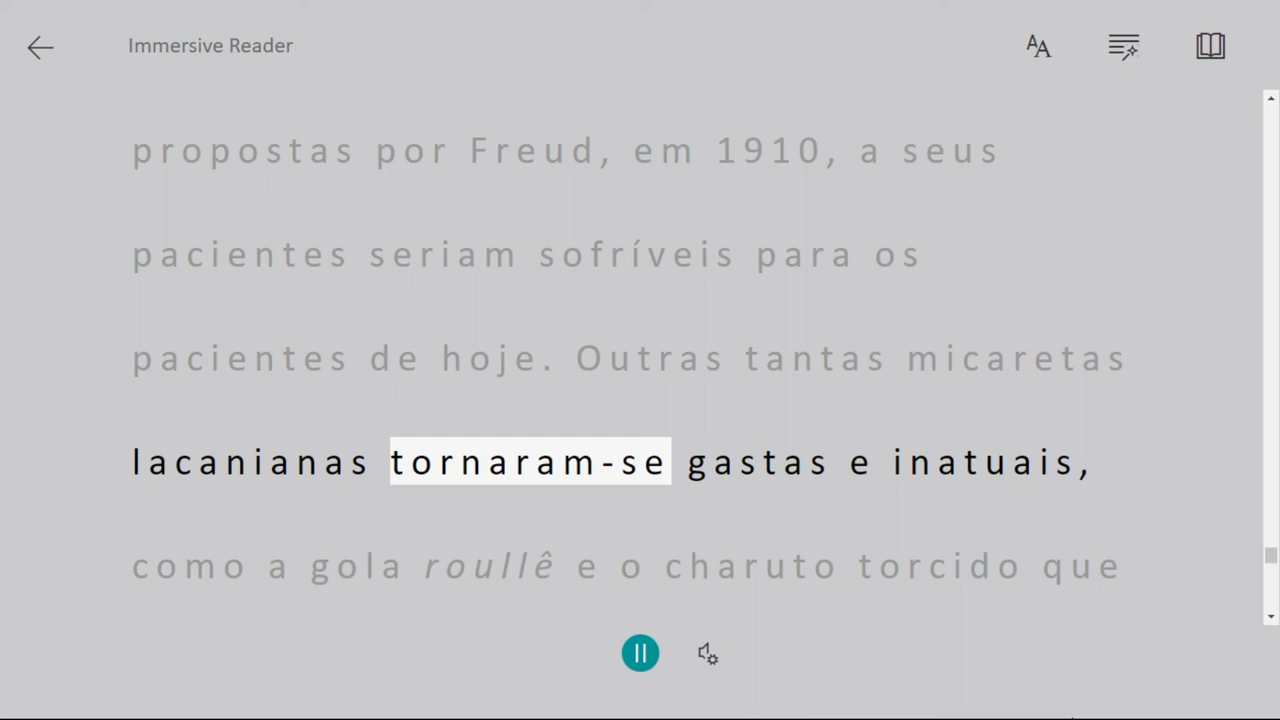 Immersive Reader
propostas por Freud, em 1910, a seus
pacientes seriam sofríveis para os
pacientes de hoje. Outras tantas micaretas
lacanianas tornaram-se gastas e inatuais,
como a gola roullê e o charuto torcido que